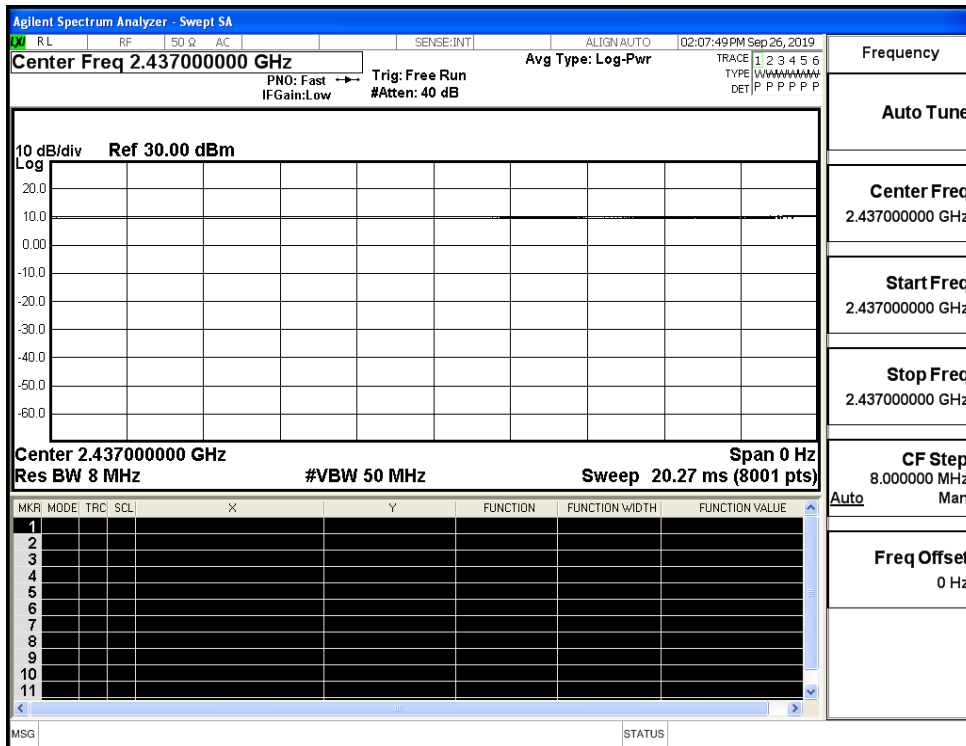 Agilent Spectrum Analyzer - Swept SA
LXI RL RF 50 Ω AC SENSE:INT ALIGN AUTO 02:07:49 PM Sep 26, 2019
Center Freq 2.437000000 GHz
PNO: Fast
IFGain:Low
Trig: Free Run
#Atten: 40 dB
Avg Type: Log-Pwr
TRACE 1 2 3 4 5 6
TYPE WWWWWW
DET P P P P P P
10 dB/div Ref 30.00 dBm
Log
20.0
10.0
0.00
-10.0
-20.0
-30.0
-40.0
-50.0
-60.0
Center 2.437000000 GHz Span 0 Hz
Res BW 8 MHz #VBW 50 MHz Sweep 20.27 ms (8001 pts)
MKR MODE TRC SCL X Y FUNCTION FUNCTION WIDTH FUNCTION VALUE
1
2
3
4
5
6
7
8
9
10
11
MSG STATUS
Frequency
Auto Tune
Center Freq
2.437000000 GHz
Start Freq
2.437000000 GHz
Stop Freq
2.437000000 GHz
CF Step
8.000000 MHz
Auto Man
Freq Offset
0 Hz